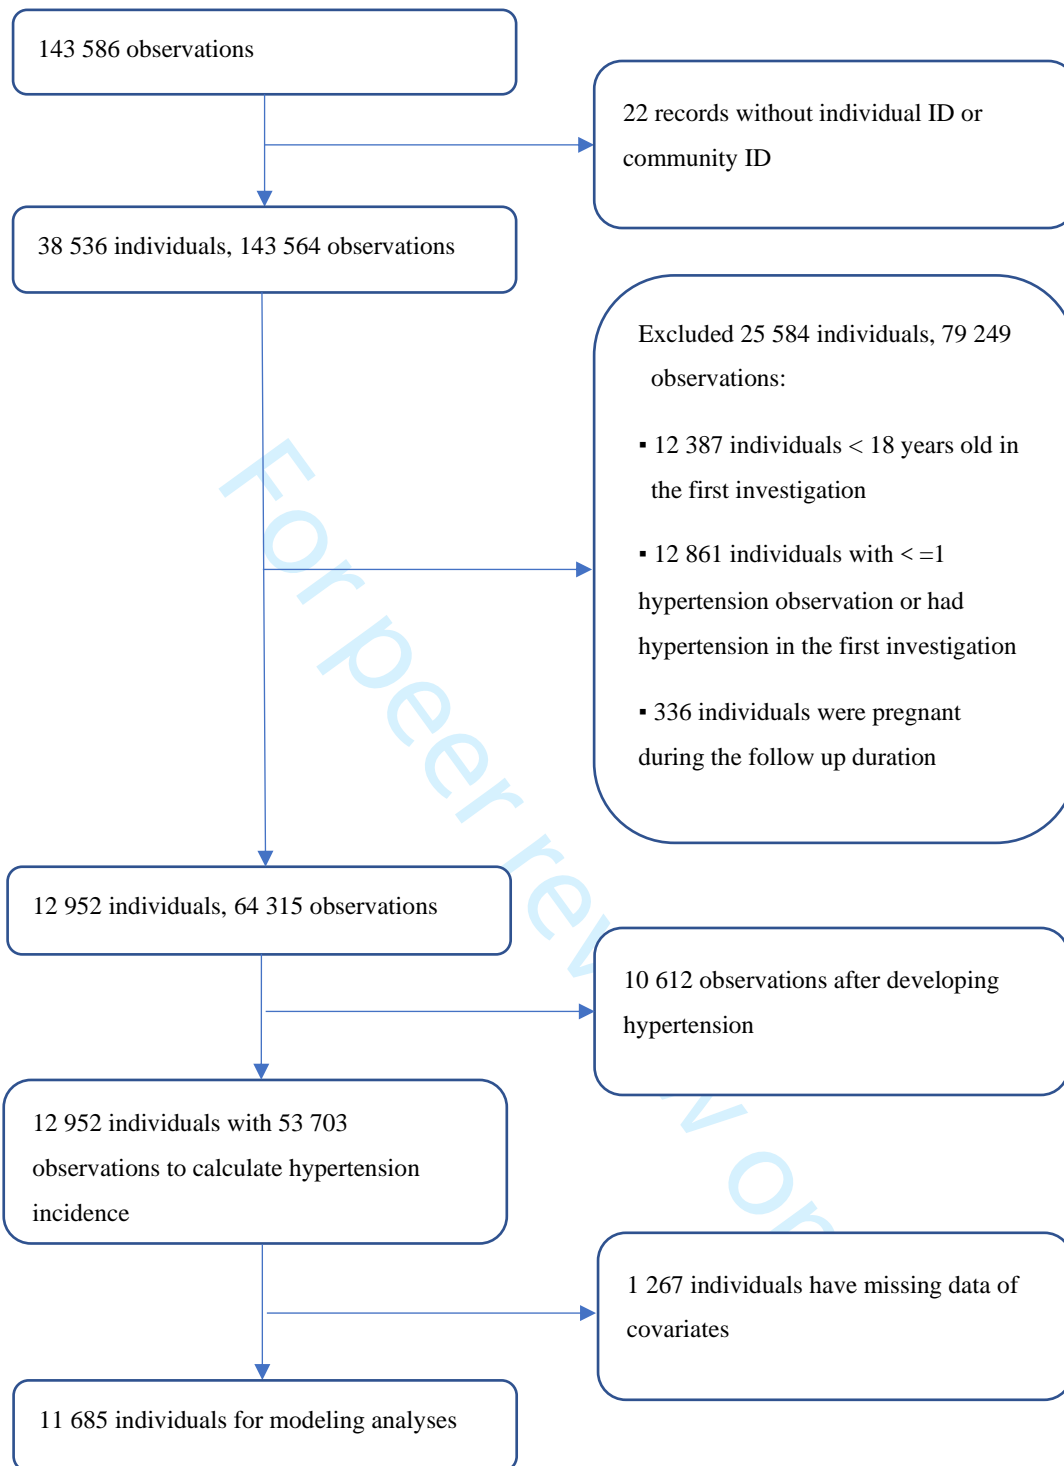 143 586 observations
22 records without individual ID or
community ID
38 536 individuals, 143 564 observations
Excluded 25 584 individuals, 79 249
observations:
▪ 12 387 individuals < 18 years old in
the first investigation
▪ 12 861 individuals with < =1
hypertension observation or had
hypertension in the first investigation
▪ 336 individuals were pregnant
during the follow up duration
12 952 individuals, 64 315 observations
10 612 observations after developing
hypertension
12 952 individuals with 53 703
observations to calculate hypertension
incidence
1 267 individuals have missing data of
covariates
11 685 individuals for modeling analyses
For peer review on